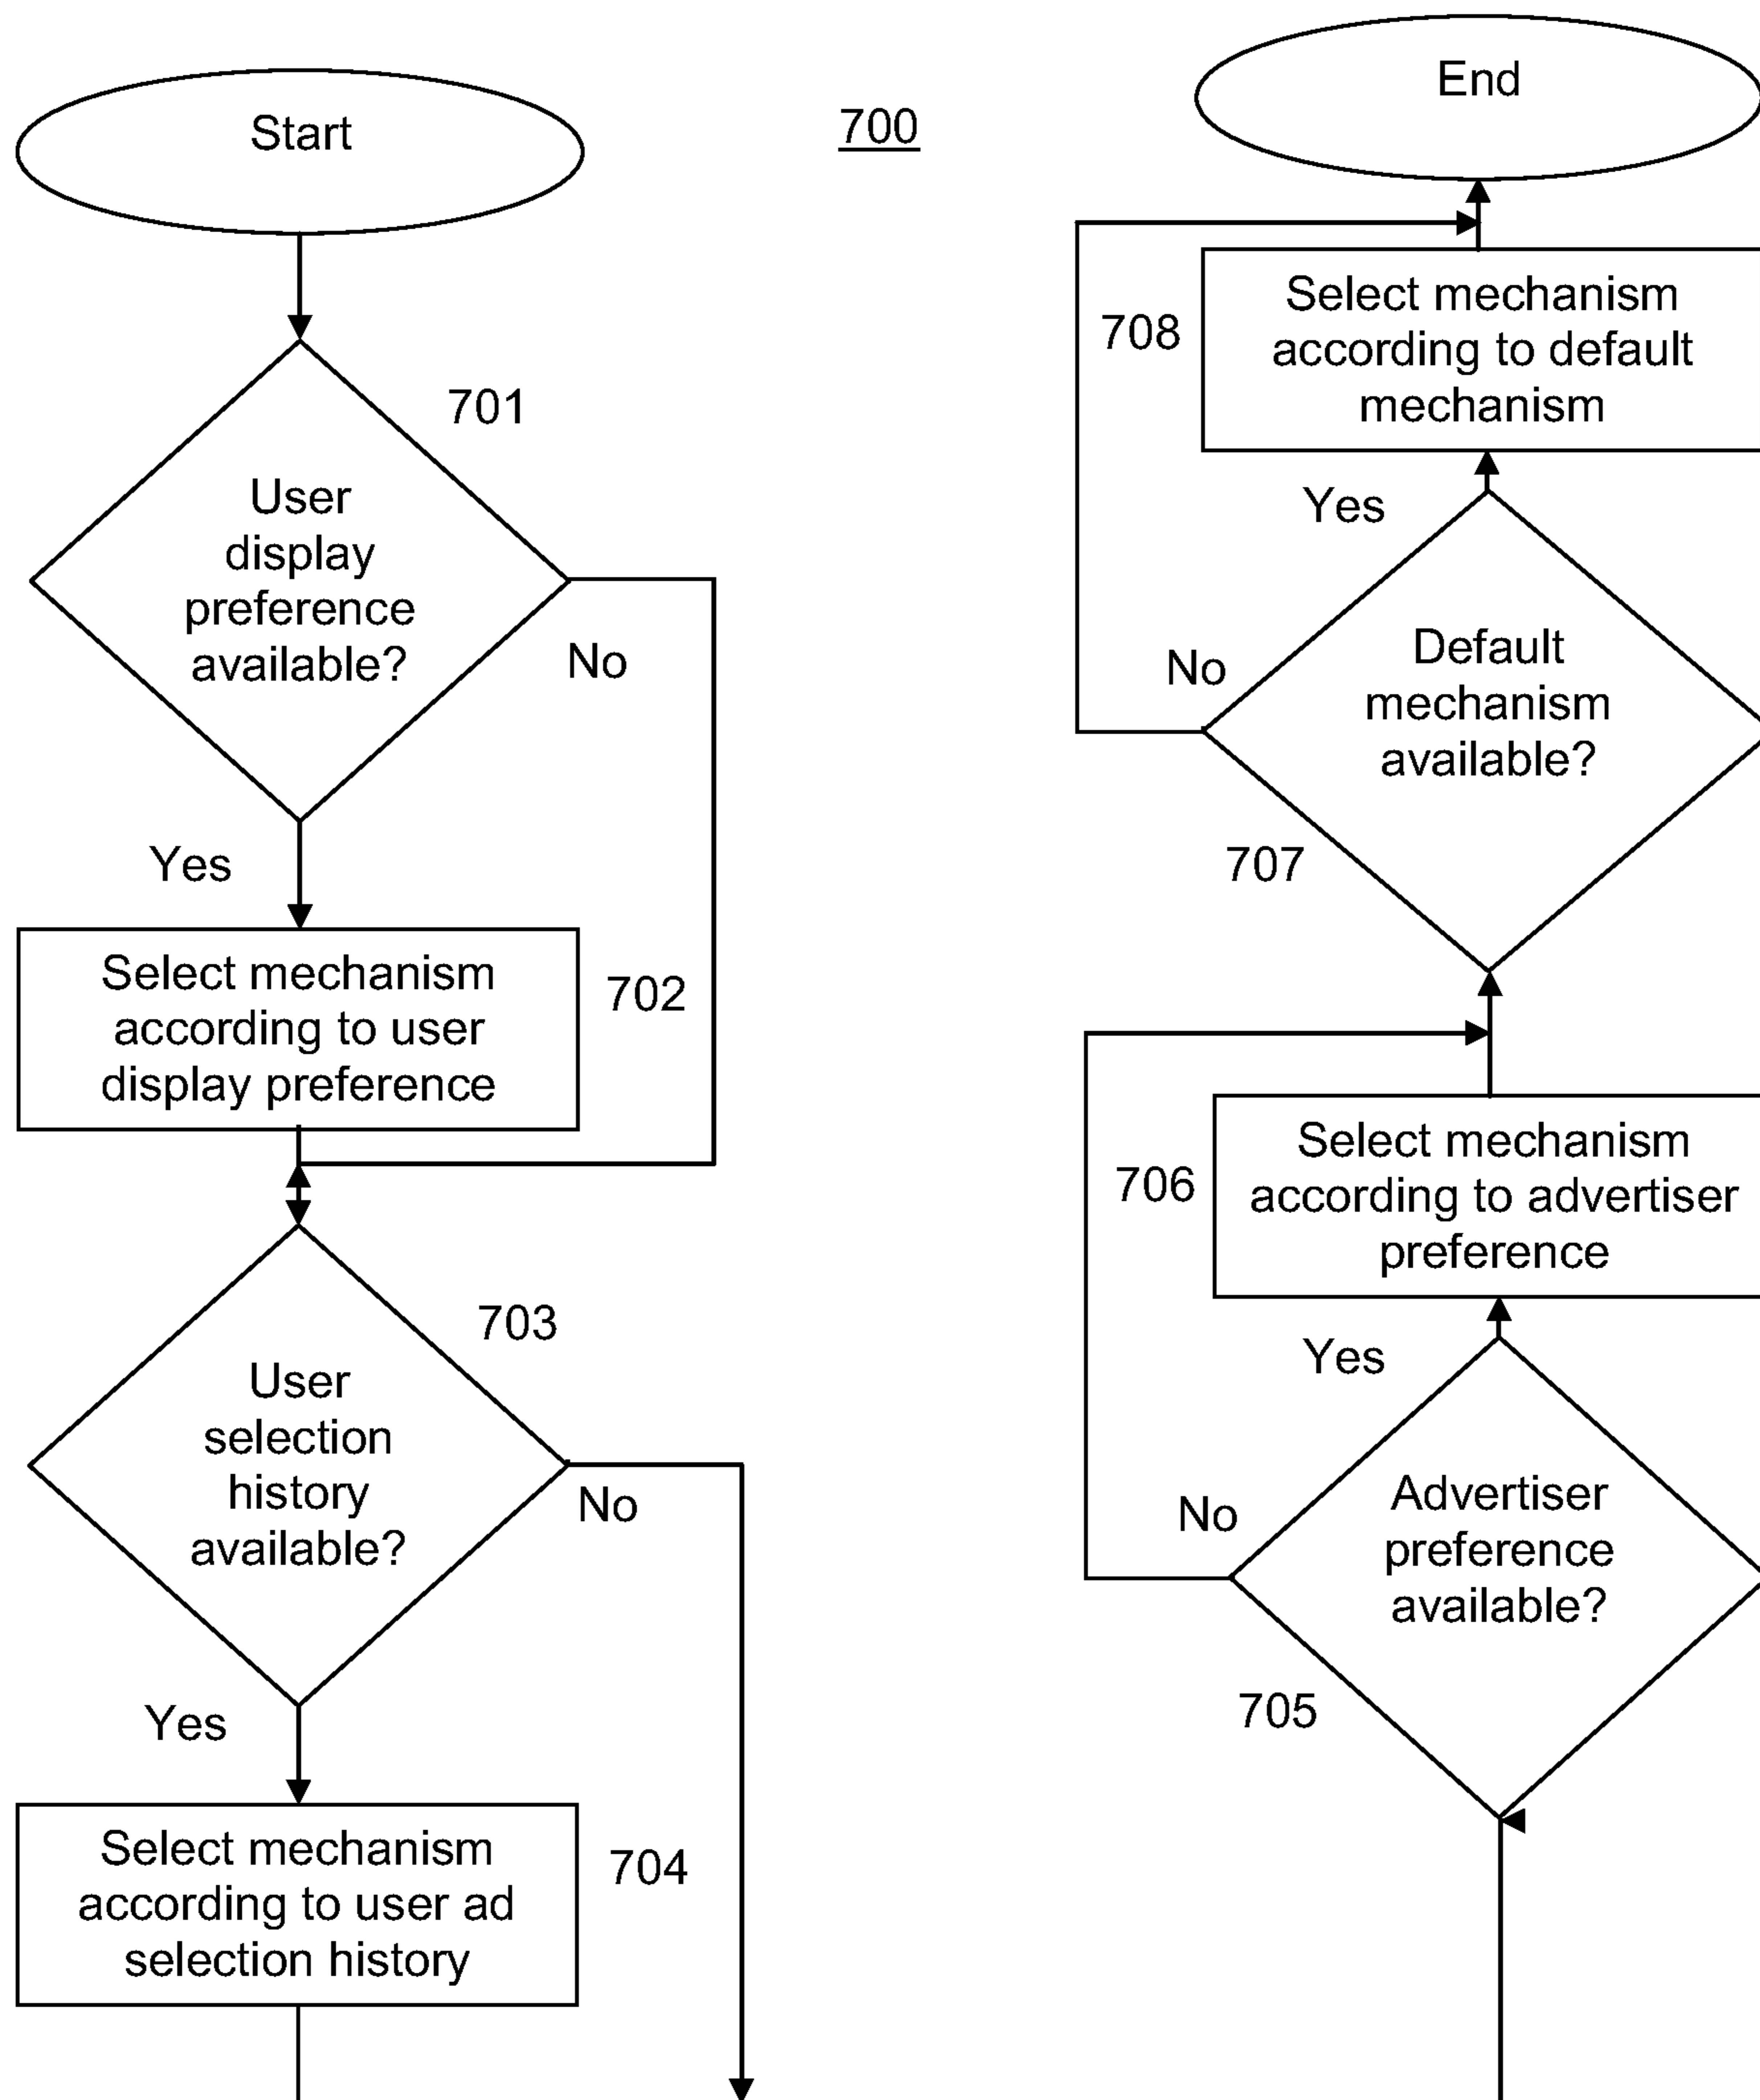 Start
700
End
701
User
display
preference
available?
No
Yes
Select mechanism
according to user
display preference
702
703
User
selection
history
available?
No
Yes
Select mechanism
according to user ad
selection history
704
Advertiser
preference
available?
705
No
Yes
Select mechanism
according to advertiser
preference
706
Default
mechanism
available?
707
No
Yes
Select mechanism
according to default
mechanism
708